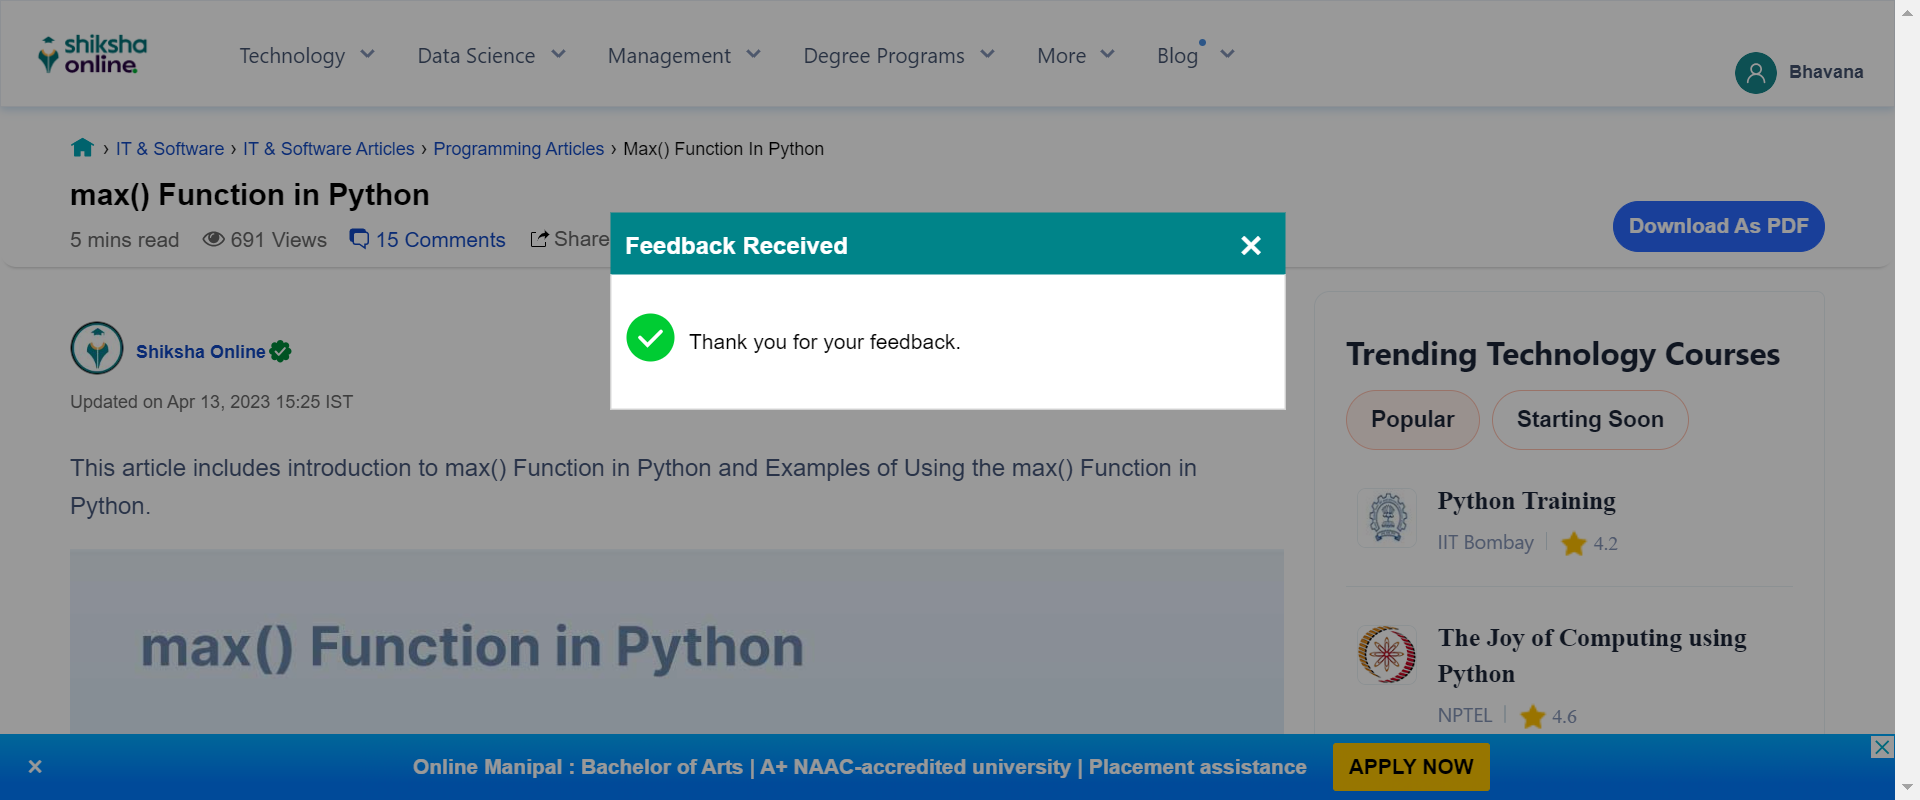 shiksha
online
Technology
Data Science
Management
Degree Programs
More
Blog
Bhavana
› IT & Software › IT & Software Articles › Programming Articles › Max() Function In Python
max() Function in Python
5 mins read
691 Views
15 Comments
Share
Download As PDF
Feedback Received
Thank you for your feedback.
Shiksha Online
Updated on Apr 13, 2023 15:25 IST
This article includes introduction to max() Function in Python and Examples of Using the max() Function in
Python.
max() Function in Python
Trending Technology Courses
Popular
Starting Soon
Python Training
IIT Bombay
4.2
The Joy of Computing using
Python
NPTEL
4.6
Online Manipal : Bachelor of Arts | A+ NAAC-accredited university | Placement assistance
APPLY NOW